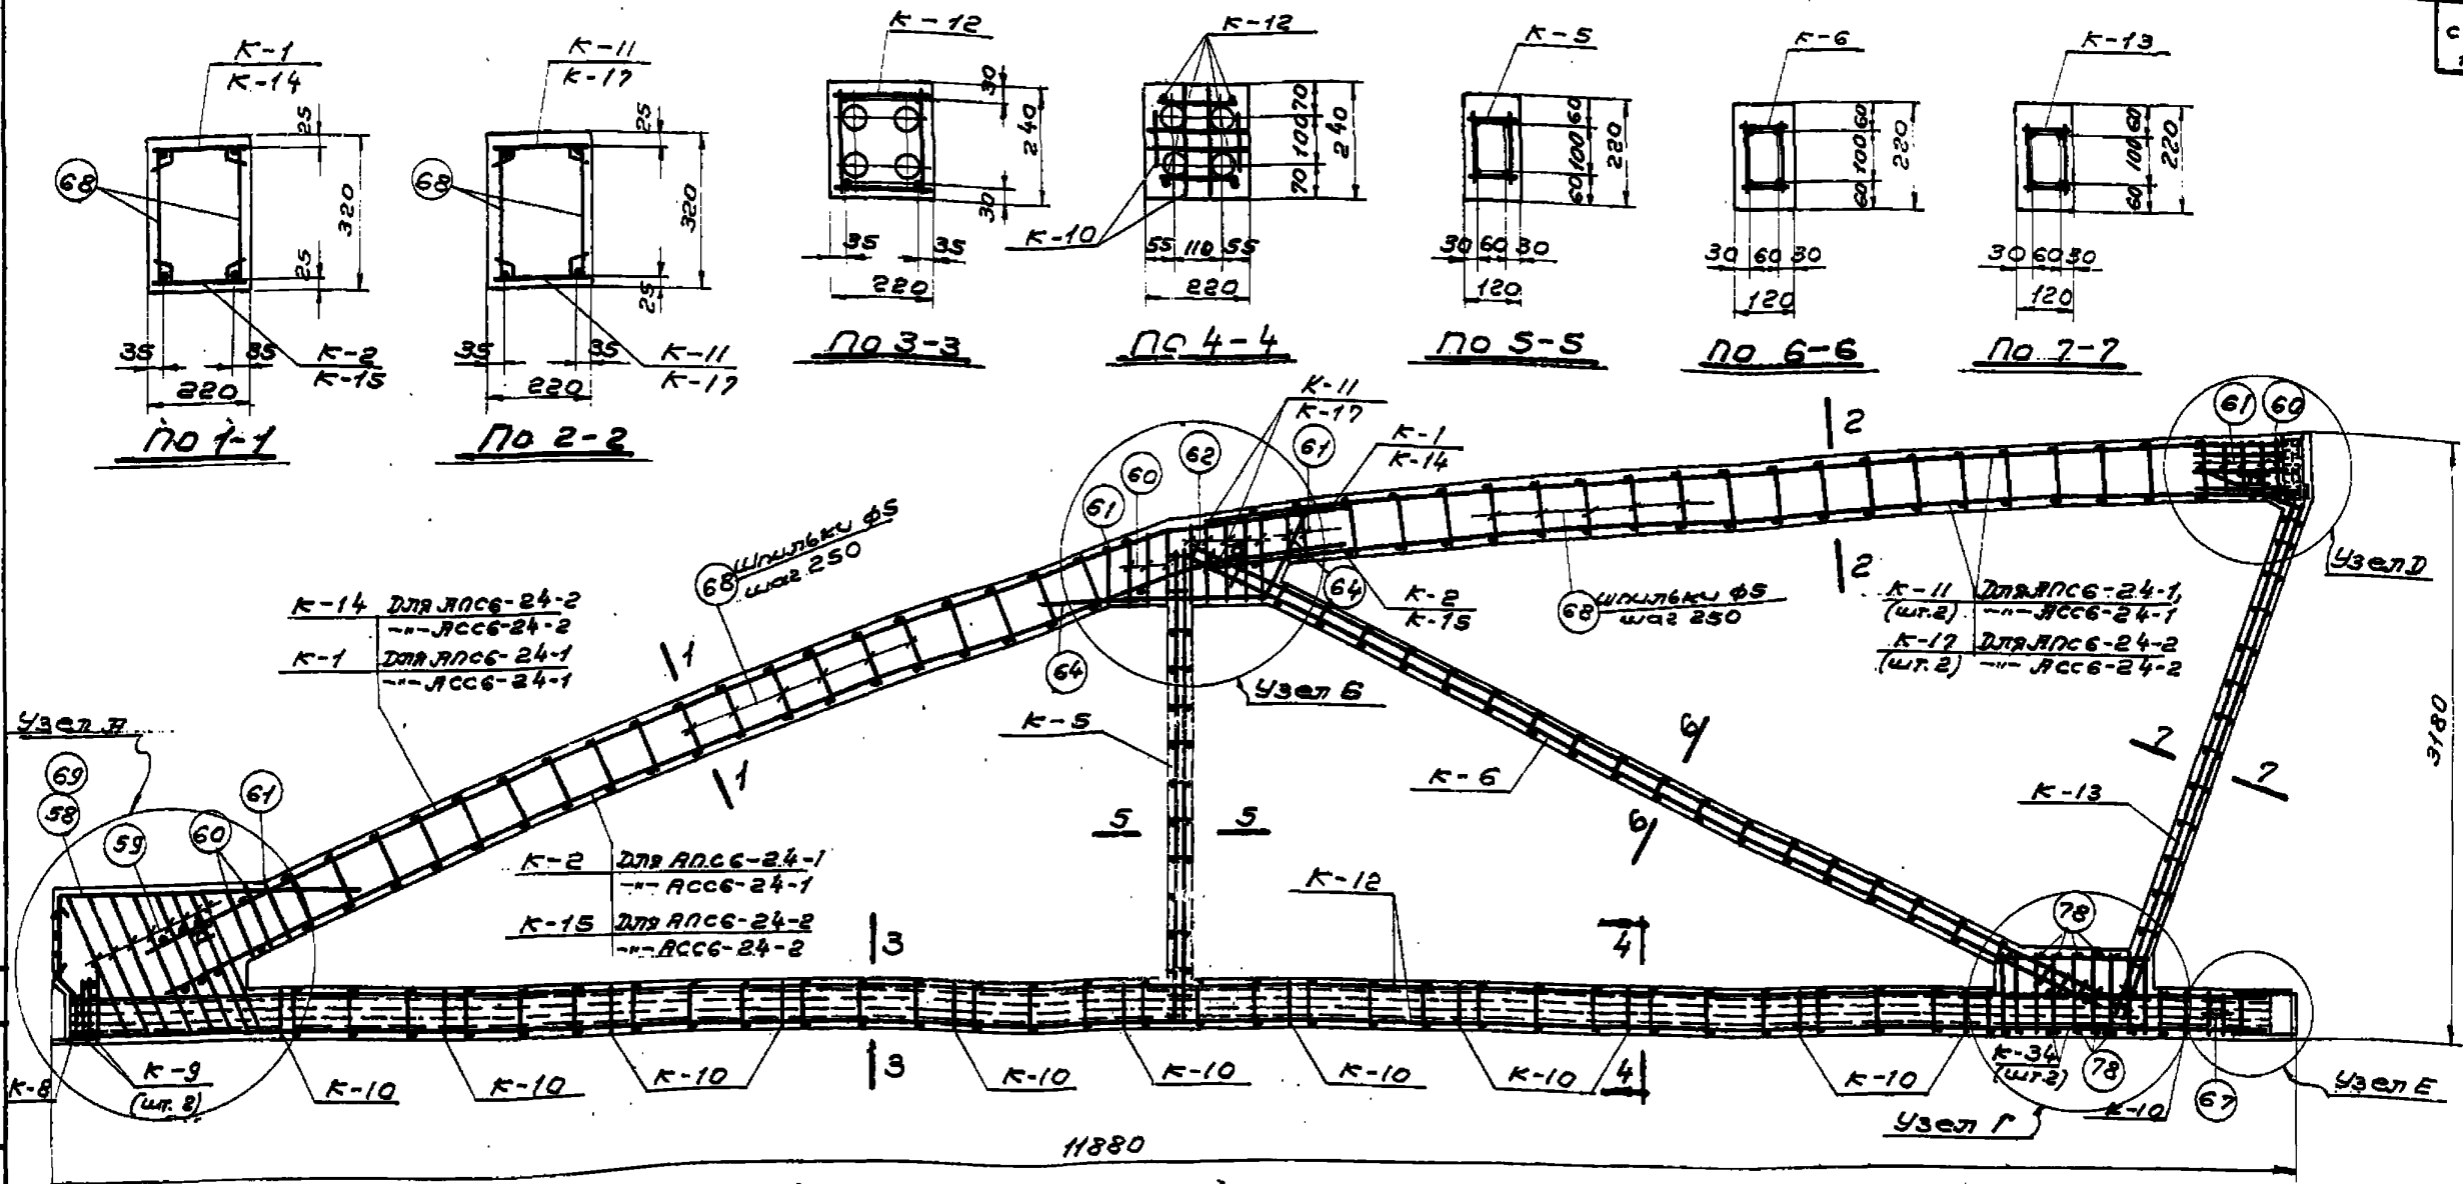 К-1
К-14
25
68
320
25
35
35
К-2
К-15
220
По 1-1
К-11
К-17
25
68
320
25
35
35
К-11
К-17
220
По 2-2
К-12
30
240
30
35
35
220
По 3-3
К-12
70
100
240
70
К-10
55 110 55
220
По 4-4
К-5
60
100
220
60
30 60 30
120
По 5-5
К-6
60
100
220
60
30 60 30
120
По 6-6
К-13
60
100
220
60
30 60 30
120
По 7-7
К-11
К-17
61
К-1
К-14
2
61
60
62
60
61
68
шпильки ф5
шаг 250
64
К-2
К-15
68
шпильки ф5
шаг 250
2
Узел Д
К-11 Для АПС6-24-1,
(шт.2) -"- АСС6-24-1
К-17 Для АПС6-24-2
(шт.2) -"- АСС6-24-2
К-14 Для АПС6-24-2
-"- АСС6-24-2
К-1 Для АПС6-24-1
-"- АСС6-24-1
1
1
64
Узел Б
К-5
6
6
К-6
7
7
К-13
3180
Узел А
69
58
59
60
61
5
5
К-2 Для АПС6-24-1
-"- АСС6-24-1
К-15 Для АПС6-24-2
-"- АСС6-24-2
К-12
3
4
78
3
4
К-8
К-9
(шт. 2)
К-10
К-10
К-10
К-10
К-10
К-10
К-10
К-10
К-34
(шт.2)
78
К-10
67
Узел Е
Узел Г
11880